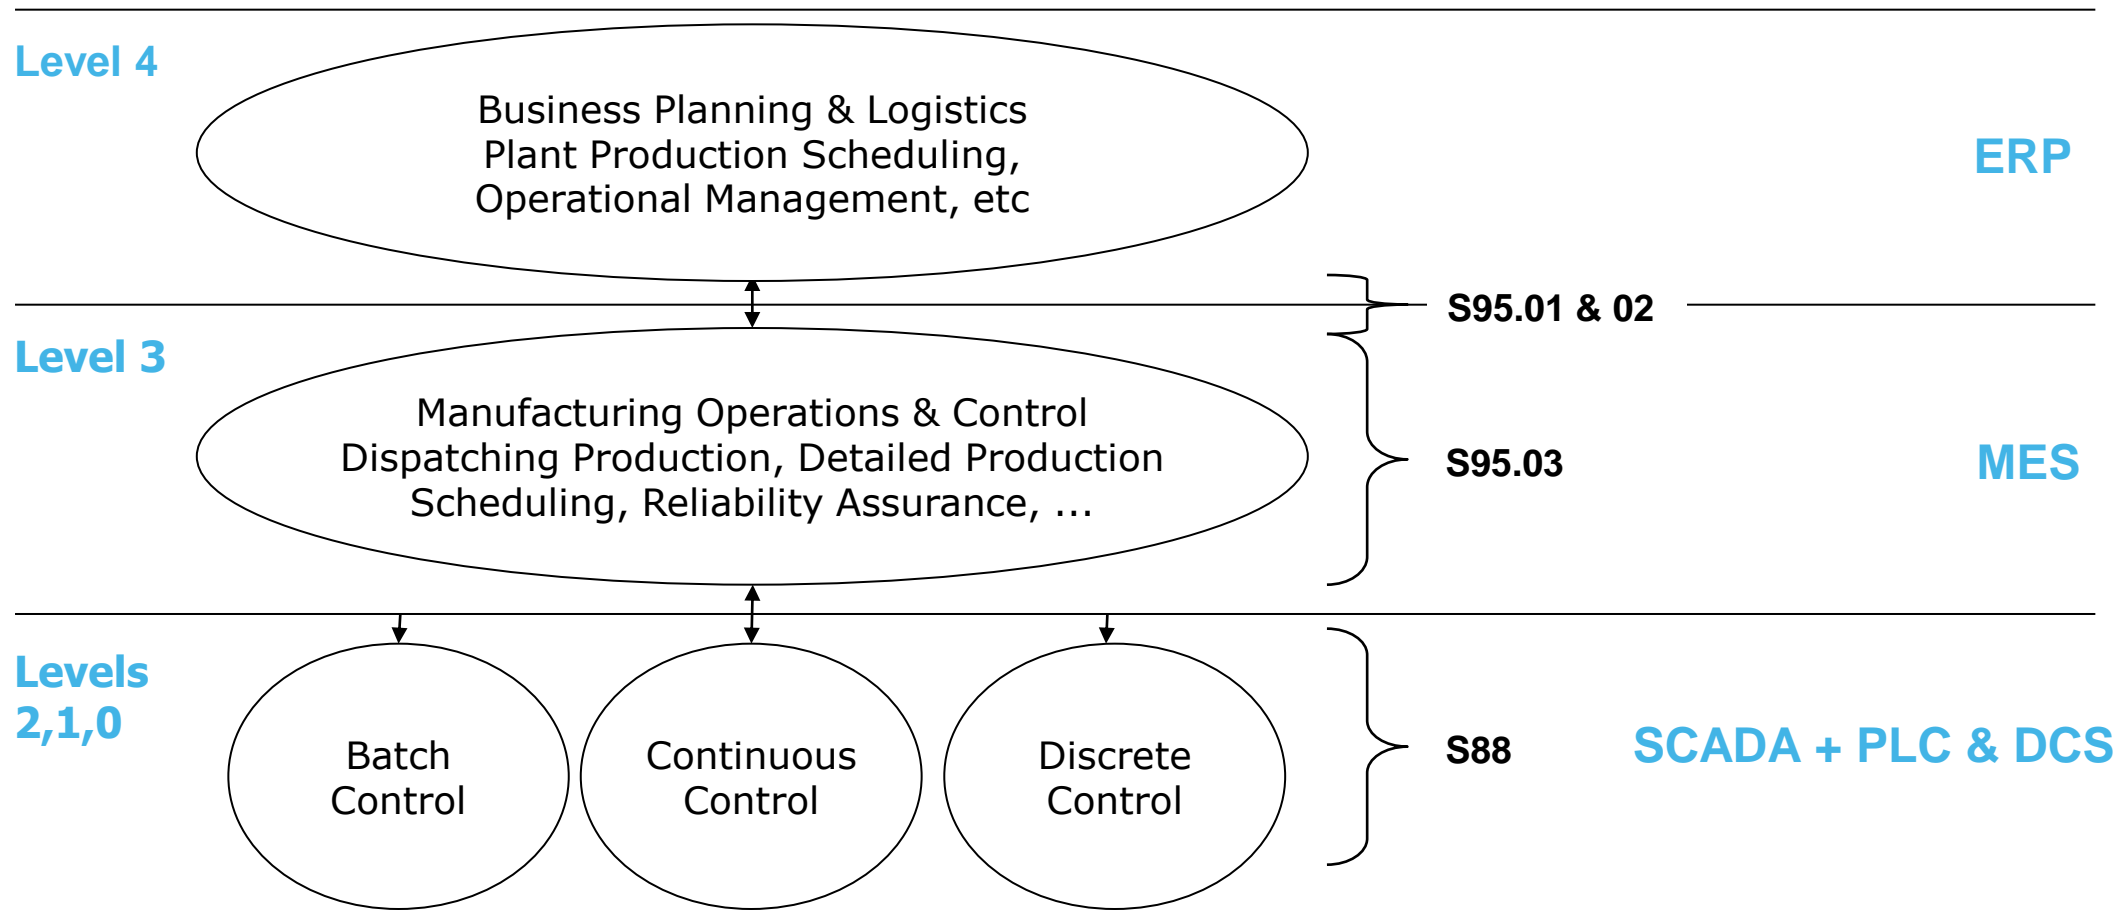 Level 4
Business Planning & Logistics
Plant Production Scheduling,
Operational Management, etc
ERP
S95.01 & 02
Level 3
Manufacturing Operations & Control
Dispatching Production, Detailed Production
Scheduling, Reliability Assurance, ...
S95.03
MES
Levels
2,1,0
Batch
Control
Continuous
Control
Discrete
Control
S88
SCADA + PLC & DCS